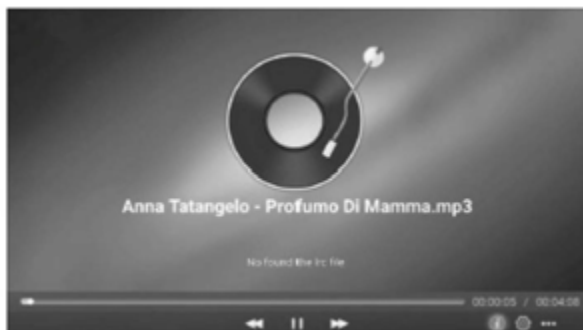 Anna Tatangelo - Profumo Di Mamma.mp3
No found the lrc file
00:00:05 / 00:04:08